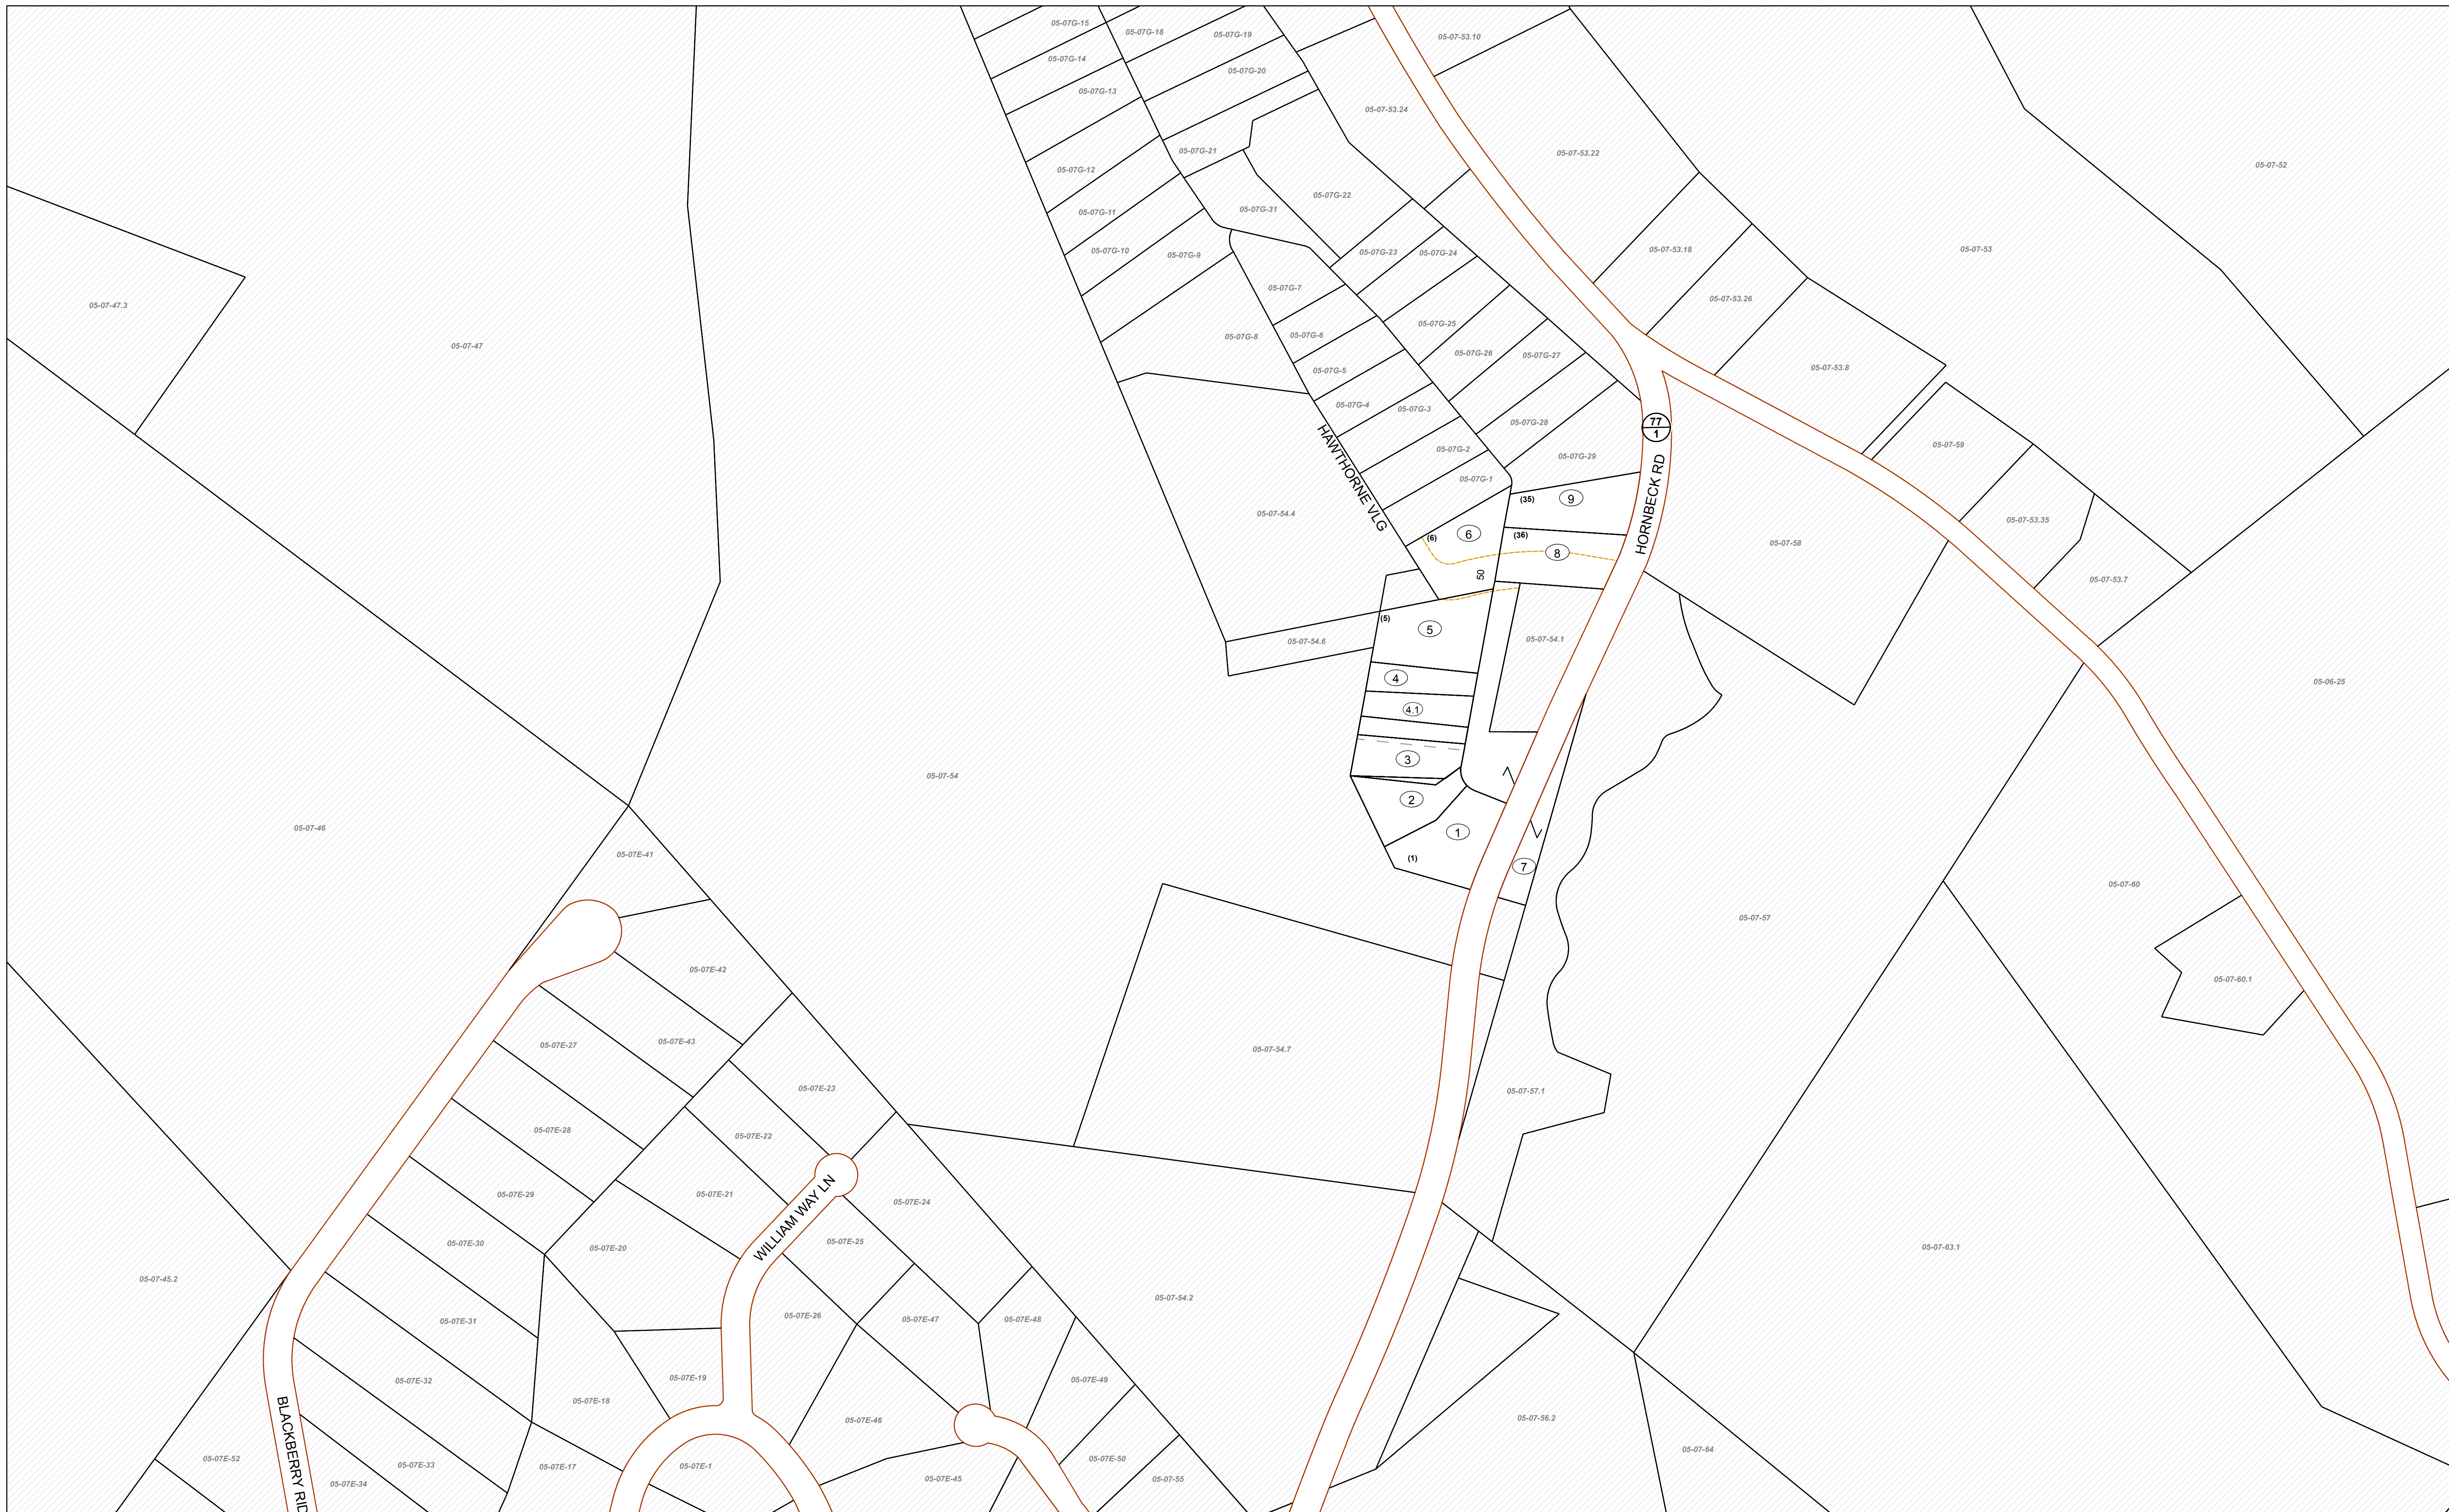 05-07G-15
05-07G-18
05-07G-19
05-07-53.10
05-07G-14
05-07G-20
05-07G-13
05-07-53.24
05-07G-21
05-07-53.22
05-07-52
05-07G-12
05-07G-22
05-07G-11
05-07G-31
05-07G-10
05-07G-9
05-07G-23
05-07G-24
05-07-53.18
05-07-53
05-07G-7
05-07-53.26
05-07-47.3
05-07G-25
05-07G-8
05-07G-6
05-07-47
05-07G-26
05-07G-27
05-07G-5
05-07-53.8
05-07G-4
05-07G-3
05-07G-28
77
1
05-07G-2
05-07-59
05-07G-29
05-07G-1
HAWTHORNE VLG
HORNBECK RD
(35)
9
05-07-54.4
05-07-53.35
(6)
6
(36)
8
05-07-58
50
05-07-53.7
(5)
5
05-07-54.6
05-07-54.1
4
05-06-25
4.1
3
05-07-54
2
05-07-46
1
05-07E-41
(1)
7
05-07-60
05-07-57
05-07E-42
05-07-60.1
05-07E-27
05-07E-43
05-07-54.7
05-07E-23
05-07-57.1
05-07E-28
05-07E-22
05-07E-29
05-07E-21
05-07E-24
WILLIAM WAY LN
05-07E-30
05-07E-20
05-07E-25
05-07-63.1
05-07-45.2
05-07-54.2
05-07E-31
05-07E-26
05-07E-47
05-07E-48
05-07E-32
05-07E-19
05-07E-49
05-07E-18
BLACKBERRY RID
05-07E-46
05-07-56.2
05-07-64
05-07E-52
05-07E-33
05-07E-17
05-07E-1
05-07E-50
05-07E-34
05-07E-45
05-07-55